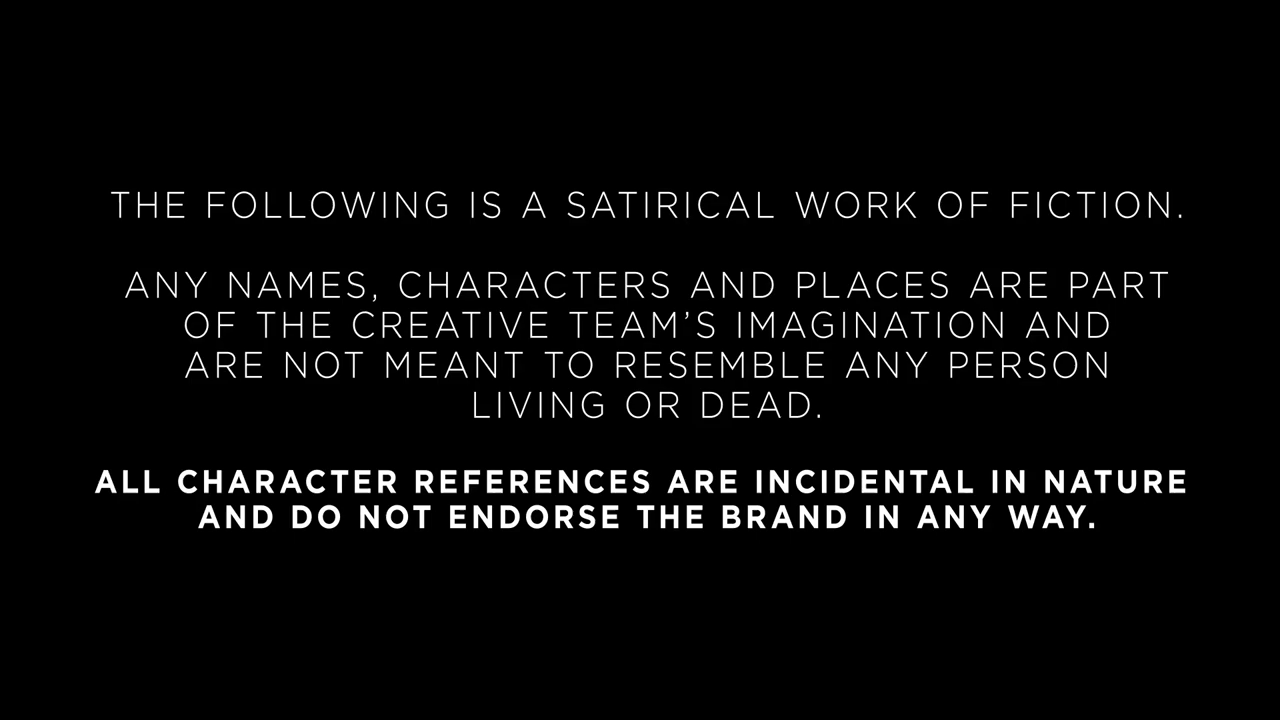 THE FOLLOWING IS A SATIRICAL WORK OF FICTION.
ANY NAMES, CHARACTERS AND PLACES ARE PART
OF THE CREATIVE TEAM’S IMAGINATION AND
ARE NOT MEANT TO RESEMBLE ANY PERSON
LIVING OR DEAD.
ALL CHARACTER REFERENCES ARE INCIDENTAL IN NATURE
AND DO NOT ENDORSE THE BRAND IN ANY WAY.